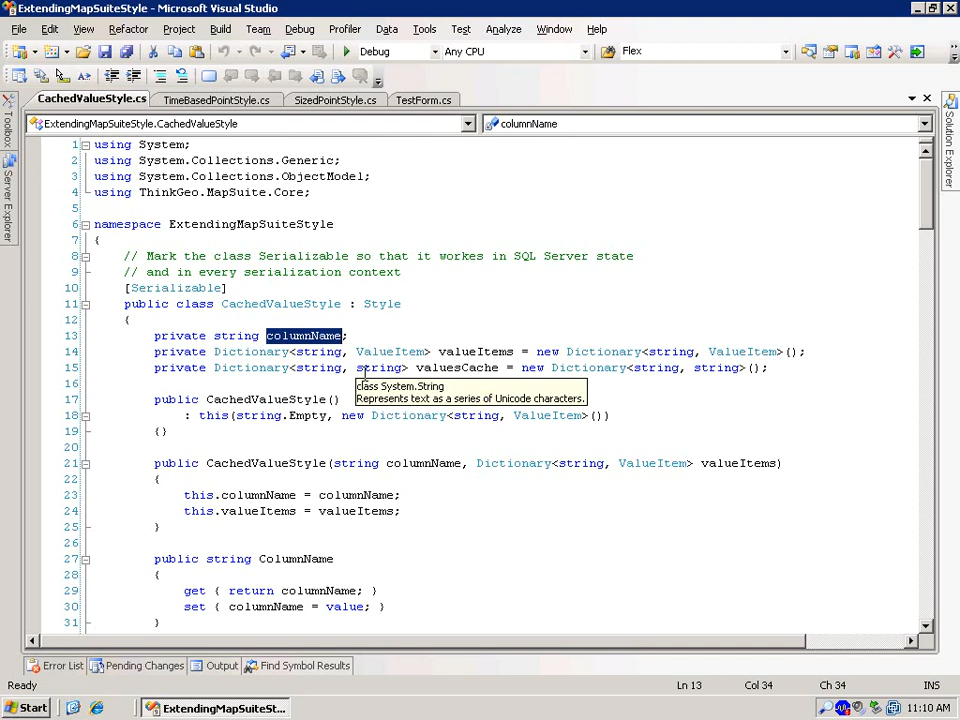 ExtendingMapSuiteStyle - Microsoft Visual Studio
File Edit View Refactor Project Build Team Debug Profiler Data Tools Test Analyze Window Help
Debug Any CPU Flex
CachedValueStyle.cs TimeBasedPointStyle.cs SizedPointStyle.cs TestForm.cs
Toolbox
Server Explorer
Solution Explorer
ExtendingMapSuiteStyle.CachedValueStyle columnName
1 using System;
2 using System.Collections.Generic;
3 using System.Collections.ObjectModel;
4 using ThinkGeo.MapSuite.Core;
5
6 namespace ExtendingMapSuiteStyle
7 {
8 // Mark the class Serializable so that it workes in SQL Server state
9 // and in every serialization context
10 [Serializable]
11 public class CachedValueStyle : Style
12 {
13 private string columnName;
14 private Dictionary<string, ValueItem> valueItems = new Dictionary<string, ValueItem>();
15 private Dictionary<string, string> valuesCache = new Dictionary<string, string>();
16
class System.String
Represents text as a series of Unicode characters.
17 public CachedValueStyle()
18 : this(string.Empty, new Dictionary<string, ValueItem>())
19 {}
20
21 public CachedValueStyle(string columnName, Dictionary<string, ValueItem> valueItems)
22 {
23 this.columnName = columnName;
24 this.valueItems = valueItems;
25 }
26
27 public string ColumnName
28 {
29 get { return columnName; }
30 set { columnName = value; }
31 }
Error List Pending Changes Output Find Symbol Results
Ready Ln 13 Col 34 Ch 34 INS
Start ExtendingMapSuiteSt... 11:10 AM